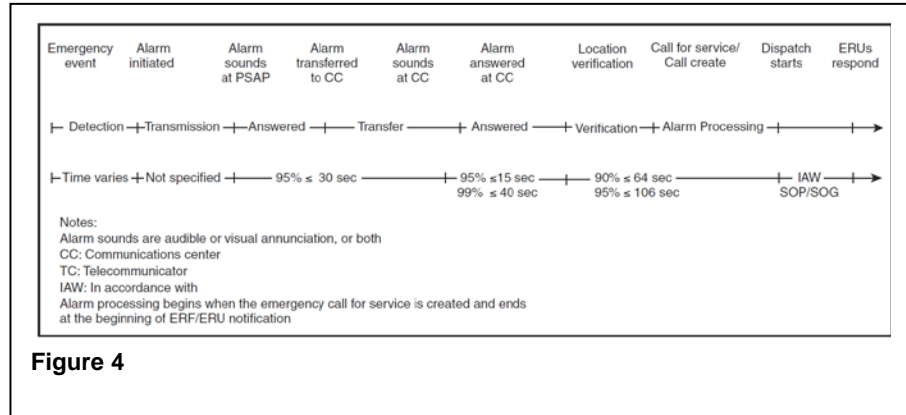 Emergency event
Alarm initiated
Alarm sounds at PSAP
Alarm transferred to CC
Alarm sounds at CC
Alarm answered at CC
Location verification
Call for service/ Call create
Dispatch starts
ERUs respond
Detection
Transmission
Answered
Transfer
Answered
Verification
Alarm Processing
Time varies
Not specified
95% ≤ 30 sec
95% ≤15 sec
99% ≤ 40 sec
90% ≤ 64 sec
95% ≤ 106 sec
IAW
SOP/SOG
Notes:
Alarm sounds are audible or visual annunciation, or both
CC: Communications center
TC: Telecommunicator
IAW: In accordance with
Alarm processing begins when the emergency call for service is created and ends
at the beginning of ERF/ERU notification
Figure 4